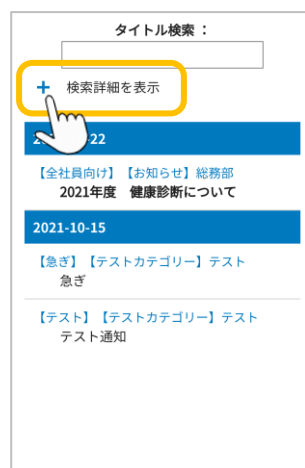 タイトル検索 ：
+ 検索詳細を表示
2 -22
【全社員向け】【お知らせ】総務部
2021年度　健康診断について
2021-10-15
【急ぎ】【テストカテゴリー】テスト
急ぎ
【テスト】【テストカテゴリー】テスト
テスト通知